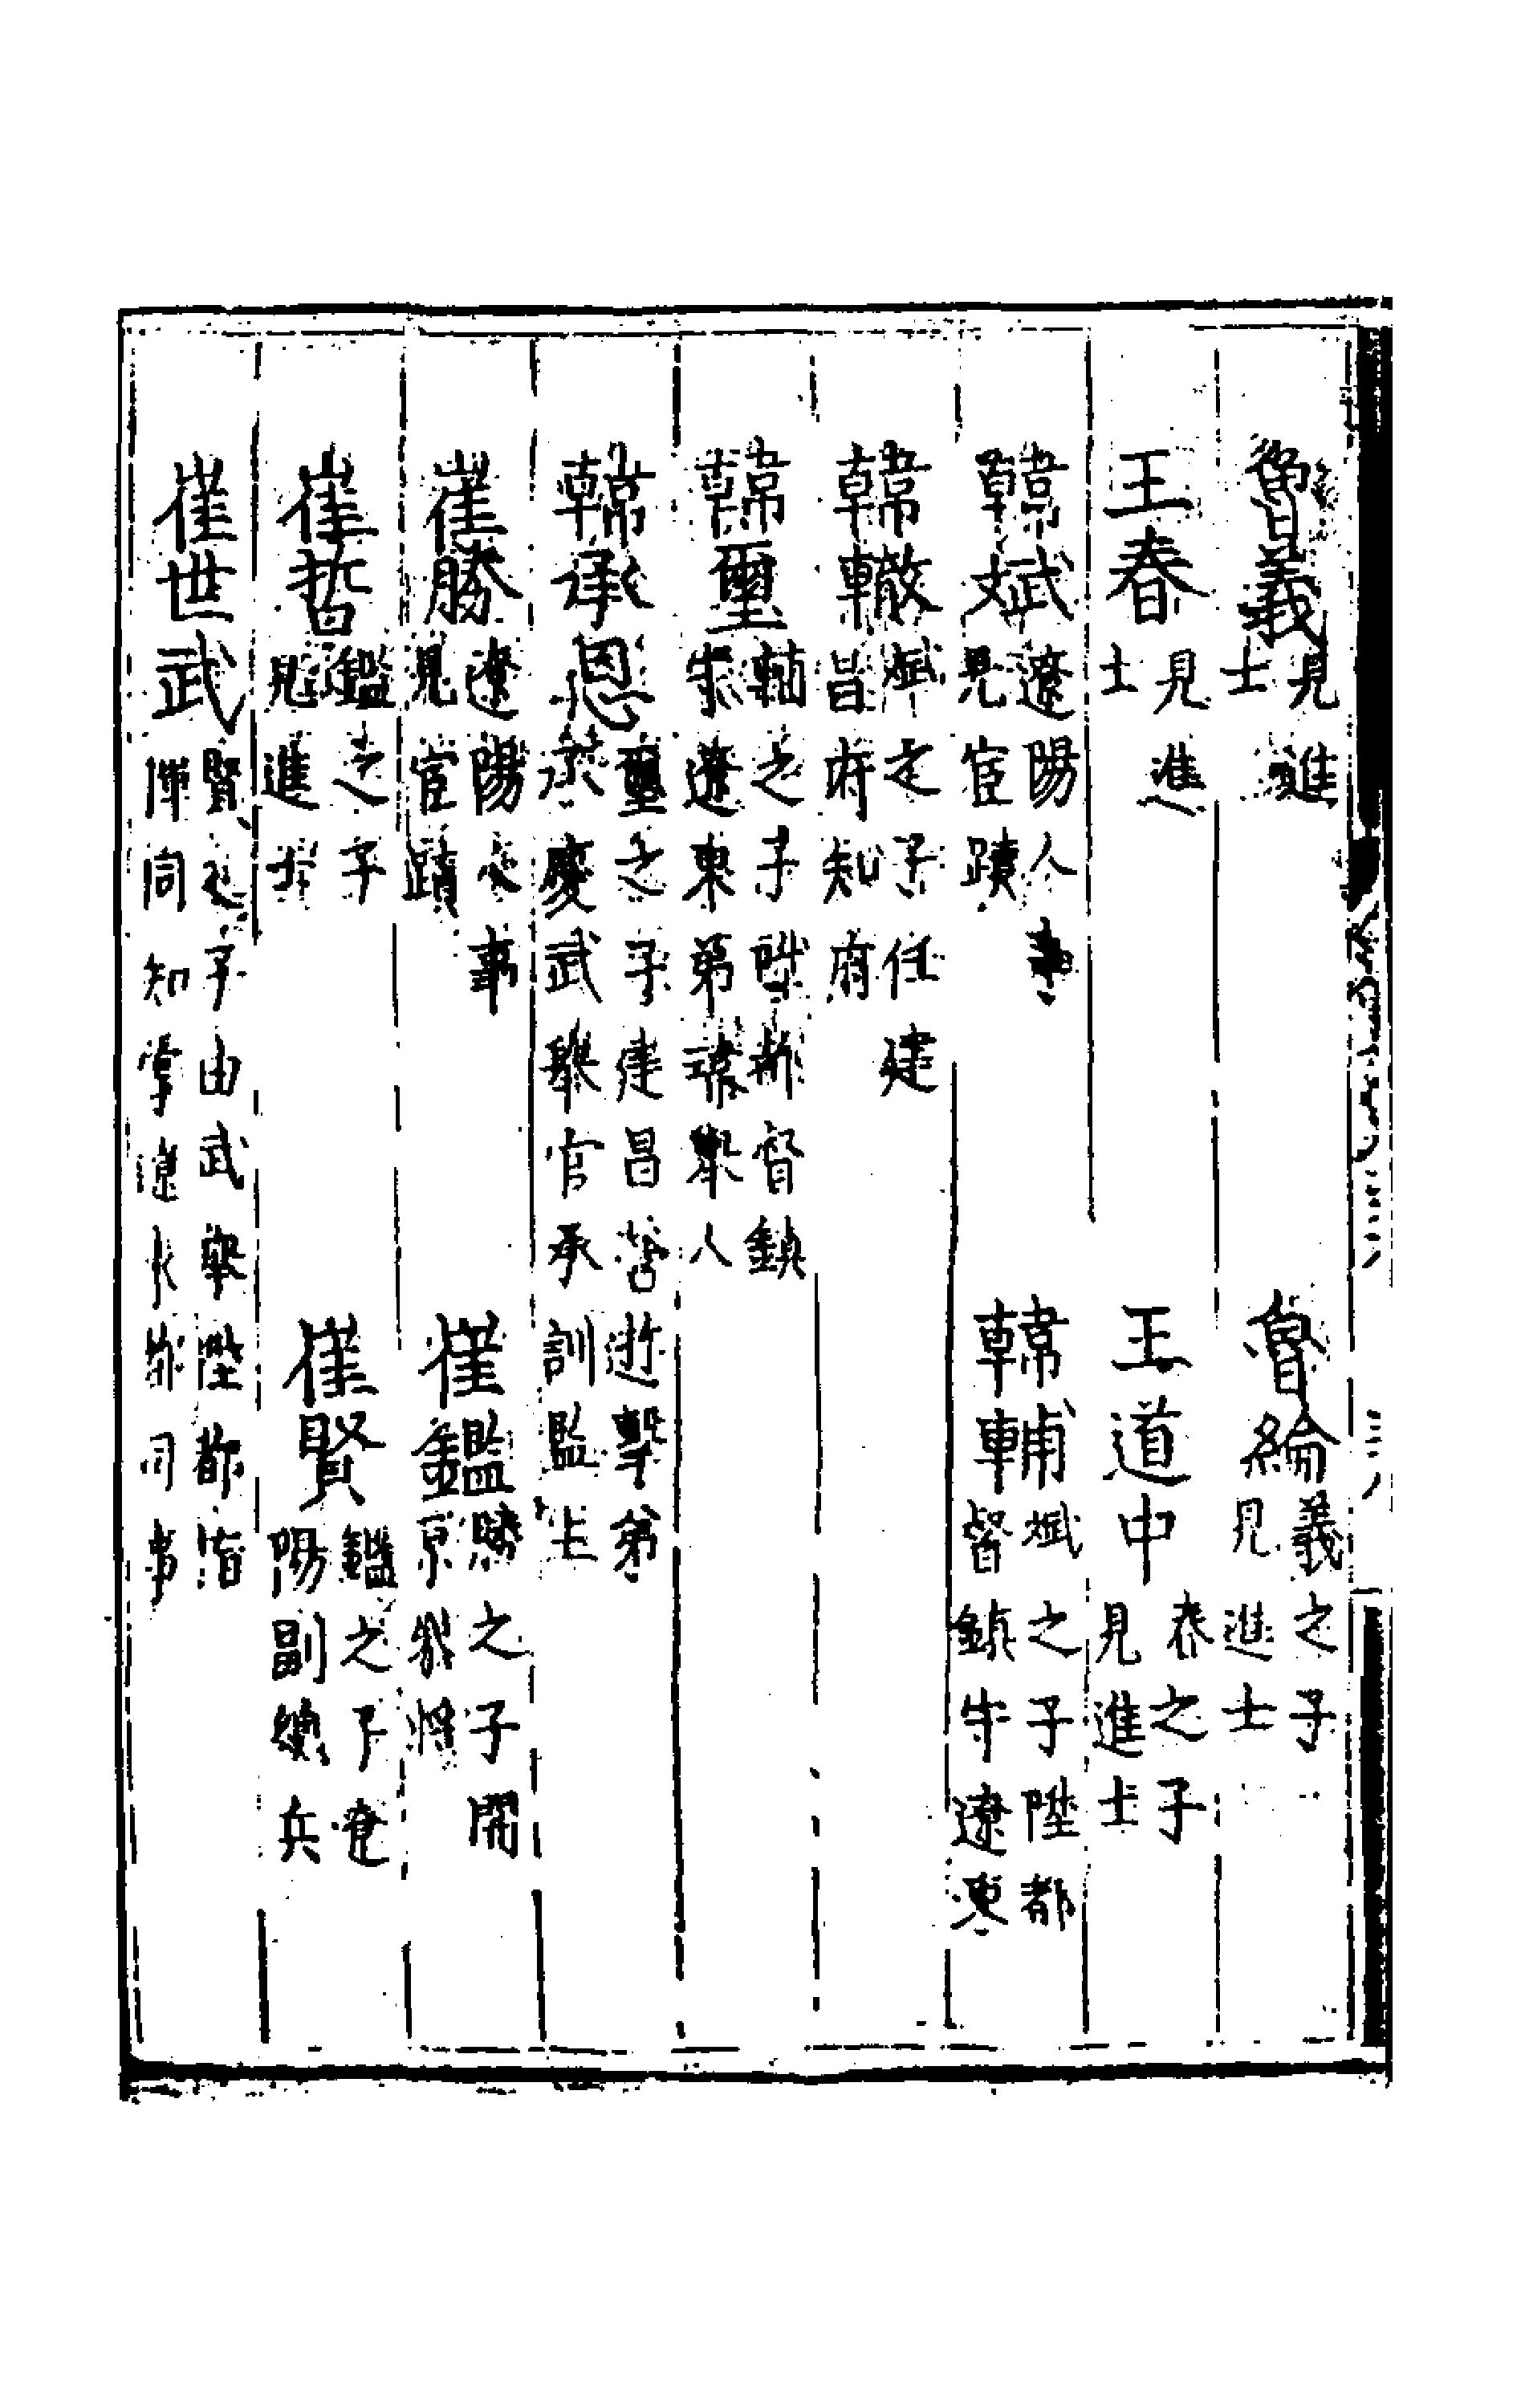 魯義見進士 魯綸義之子見進士
王春見進士 王道中春之子見進士
韓斌遼陽人事見宦蹟 韓輔斌之子陞都督鎮守遼東
韓轍斌之子任建昌府知府
韓璽輔之子陞都督鎮守遼東第璋舉人
韓承恩璽之子建昌營遊擊弟承慶武舉官承訓監生
崔勝遼陽人事見宦蹟 崔鑑勝之子開原叅將
崔哲鑑之子見進士 崔賢鑑之子遼陽副總兵
崔世武賢之子由武舉陞都指揮同知掌遼東都司事